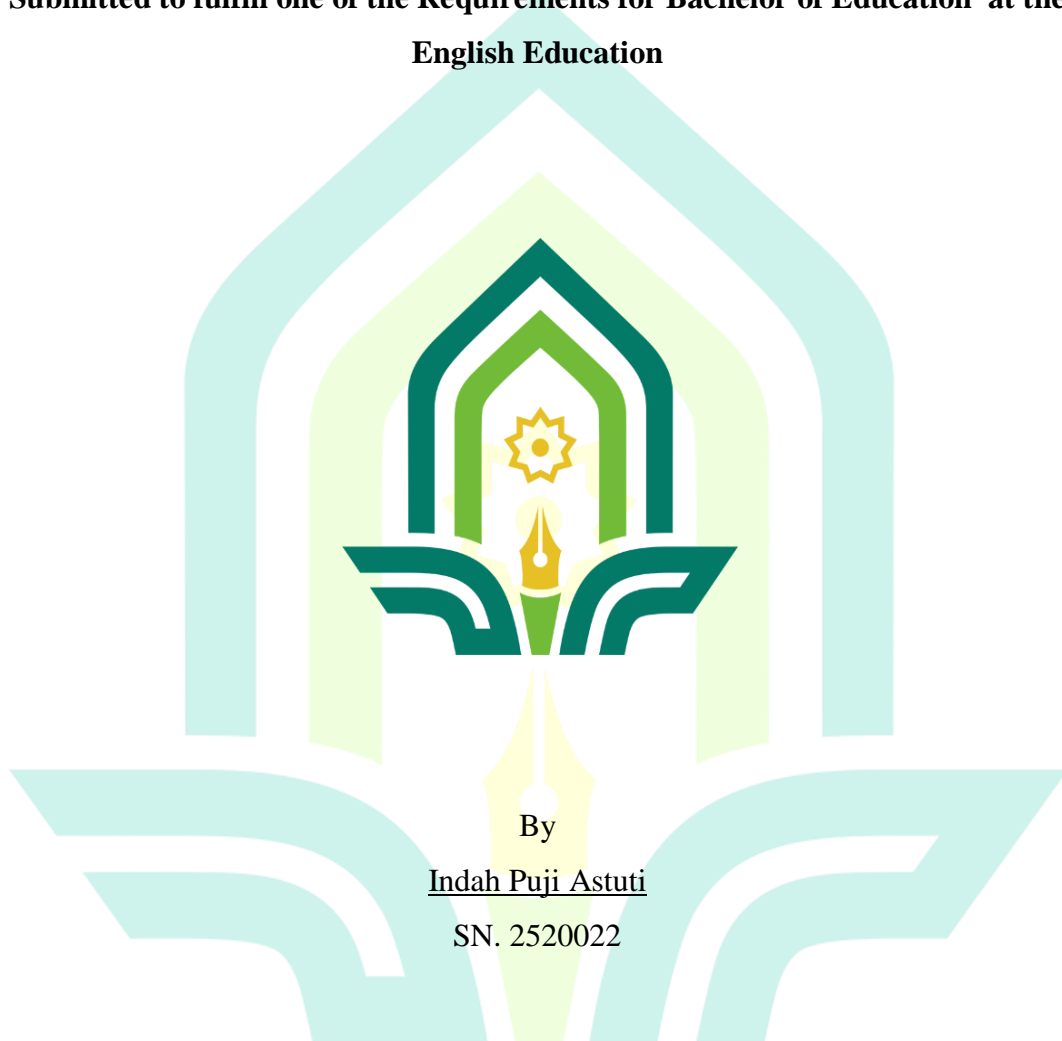 Submitted to fulfill one of the Requirements for Bachelor of Education at the
English Education
By
Indah Puji Astuti
SN. 2520022